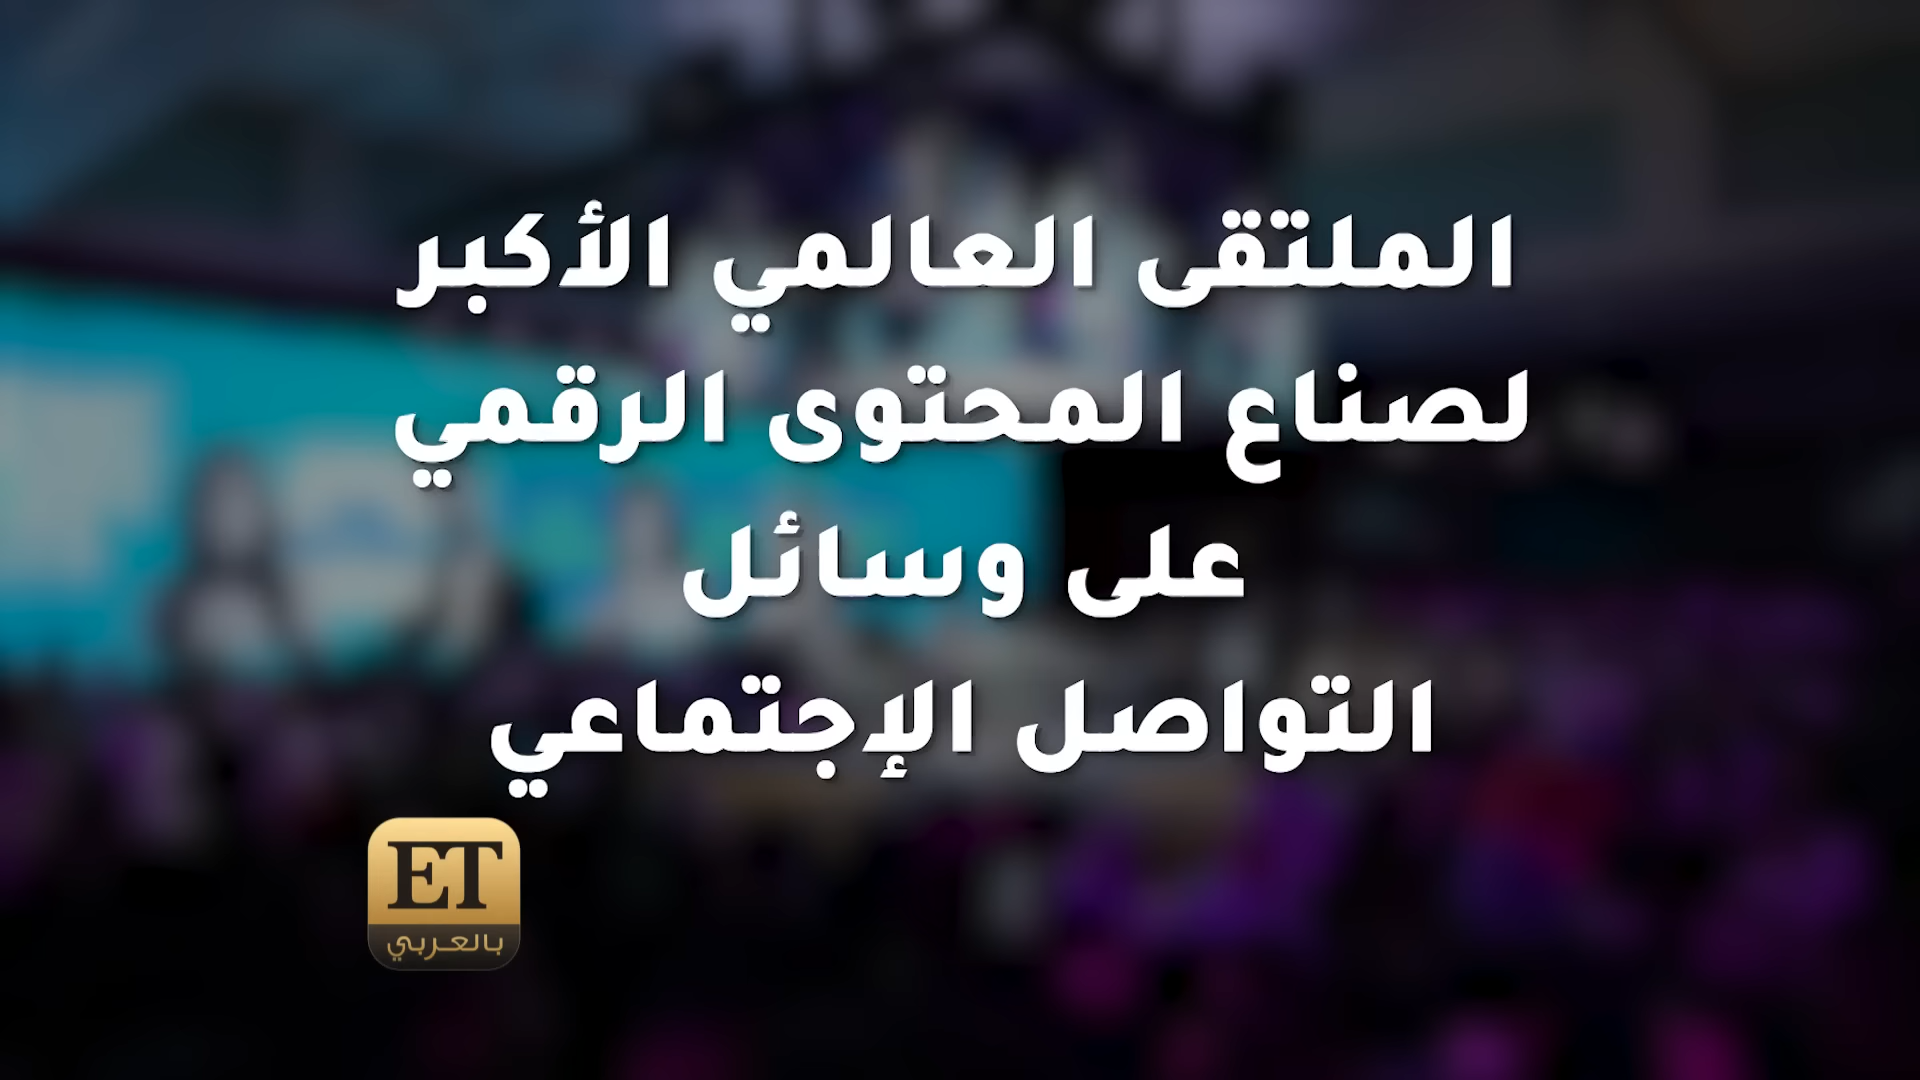 الملتقى العالمي الأكبر
لصناع المحتوى الرقمي
على وسائل
التواصل الإجتماعي
ET
بالعربي